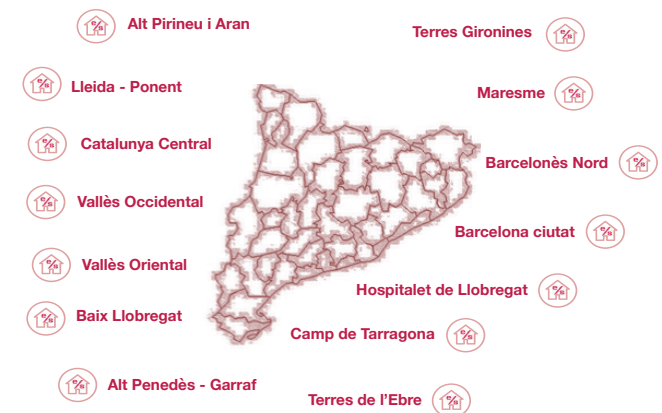 Alt Pirineu i Aran
Terres Gironines
Lleida - Ponent
Maresme
Catalunya Central
Barcelonès Nord
Vallès Occidental
Barcelona ciutat
Vallès Oriental
Hospitalet de Llobregat
Baix Llobregat
Camp de Tarragona
Alt Penedès - Garraf
Terres de l'Ebre